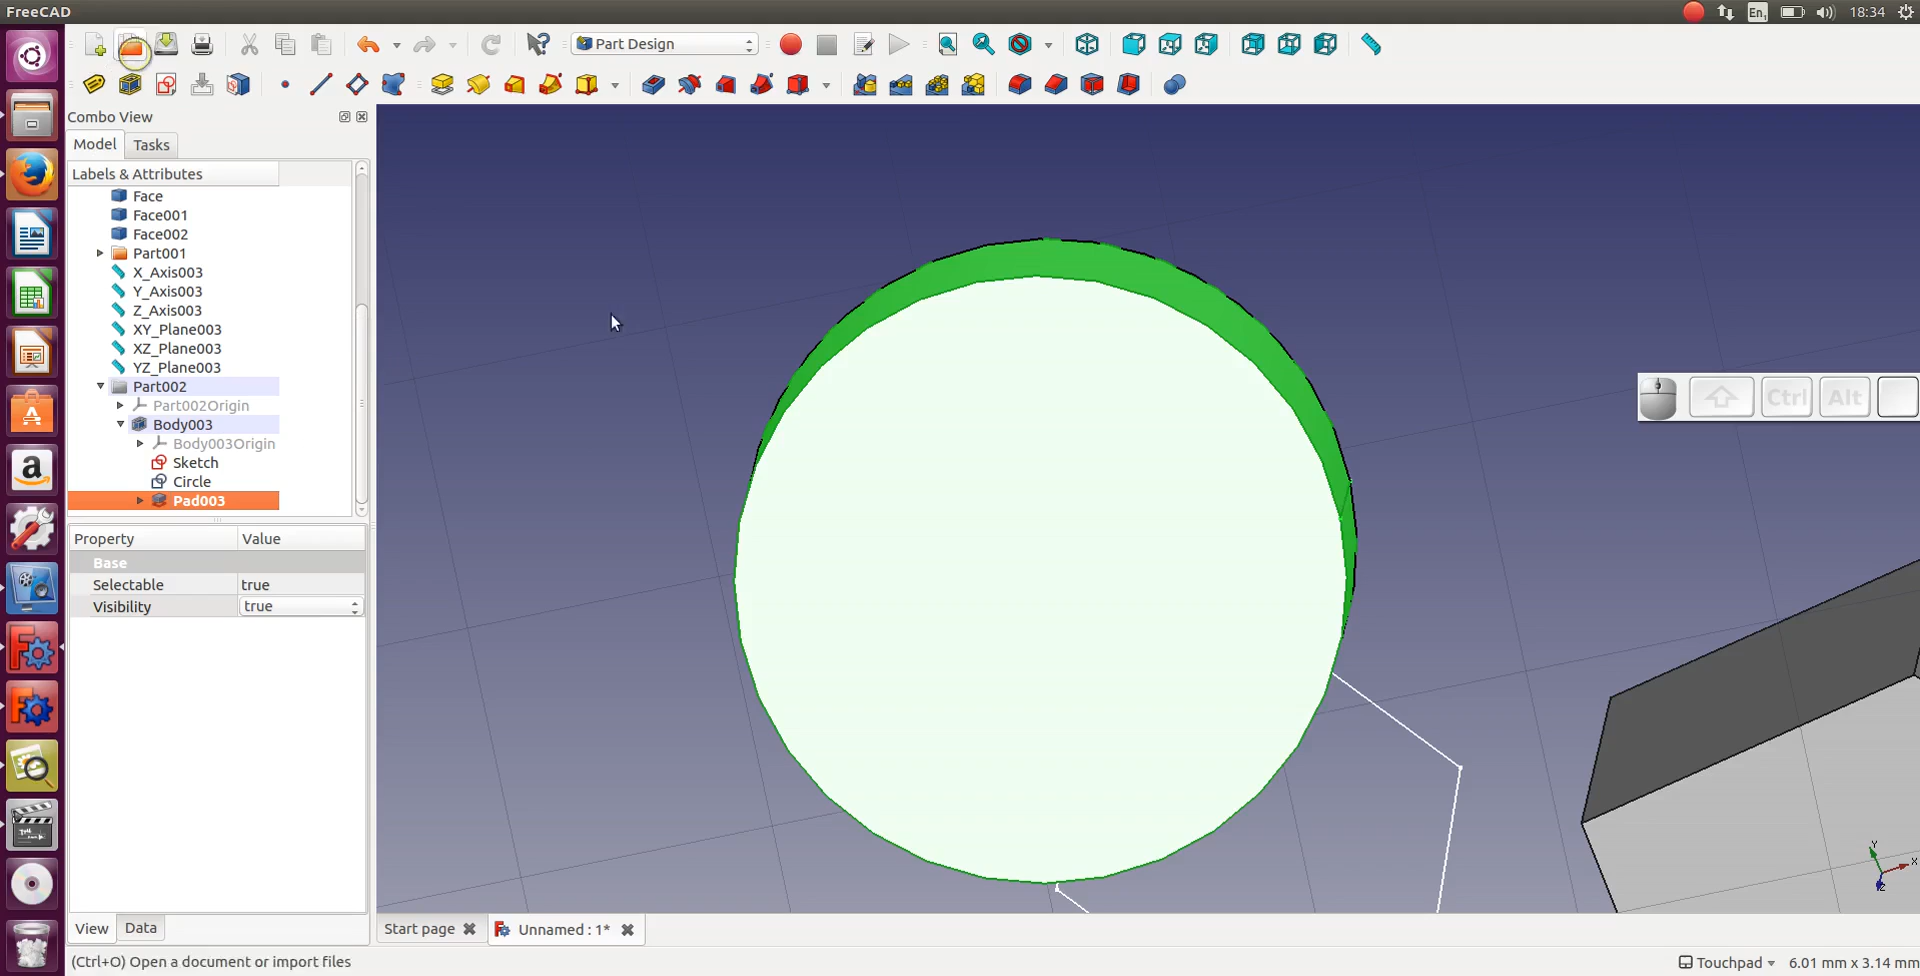 FreeCAD
En
18:34
Part Design
Combo View
Model Tasks
Labels & Attributes
Face
Face001
Face002
Part001
X_Axis003
Y_Axis003
Z_Axis003
XY_Plane003
XZ_Plane003
YZ_Plane003
Part002
Part002Origin
Body003
Body003Origin
Sketch
Circle
Pad003
Ctrl Alt
Property Value
Base
Selectable true
Visibility true
a
Y
X
Z
View Data
Start page Unnamed : 1*
(Ctrl+O) Open a document or import files
Touchpad 6.01 mm x 3.14 mm